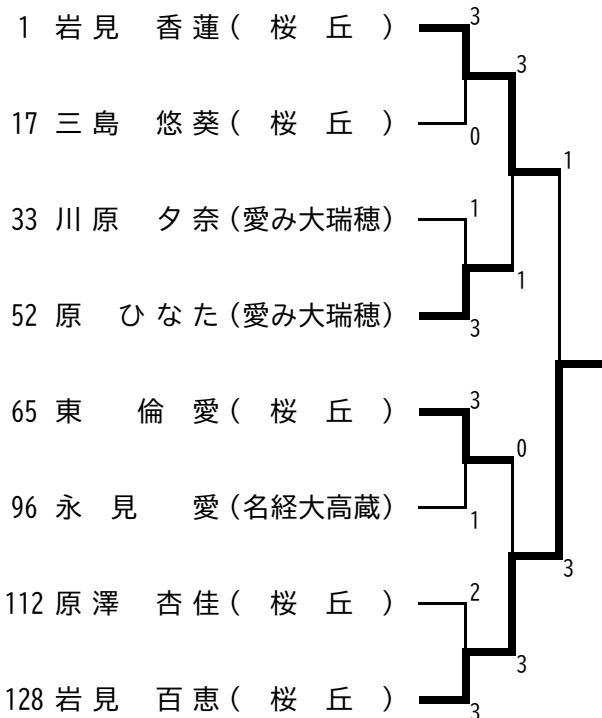 1 岩見 香蓮(桜丘) 3
3
17 三島 悠葵(桜丘) 0
1
33 川原 夕奈(愛み大瑞穂) 1
1
52 原 ひなた(愛み大瑞穂) 3
65 東 倫愛(桜丘) 3
0
96 永見 愛(名経大高蔵) 1
3
112 原澤 杏佳(桜丘) 2
3
128 岩見 百恵(桜丘) 3